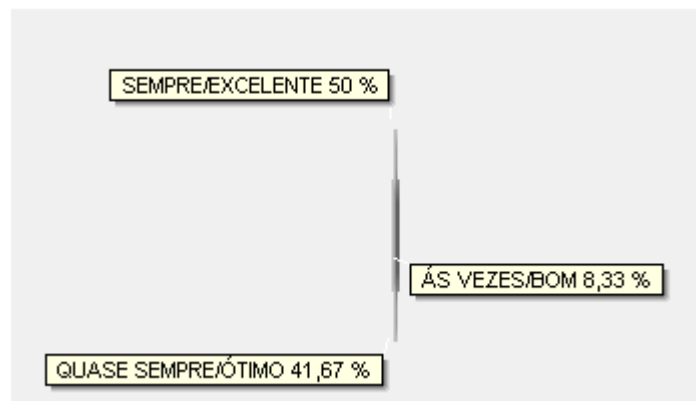 SEMPRE/EXCELENTE 50 %
ÁS VEZES/BOM 8,33 %
QUASE SEMPRE/ÓTIMO 41,67 %